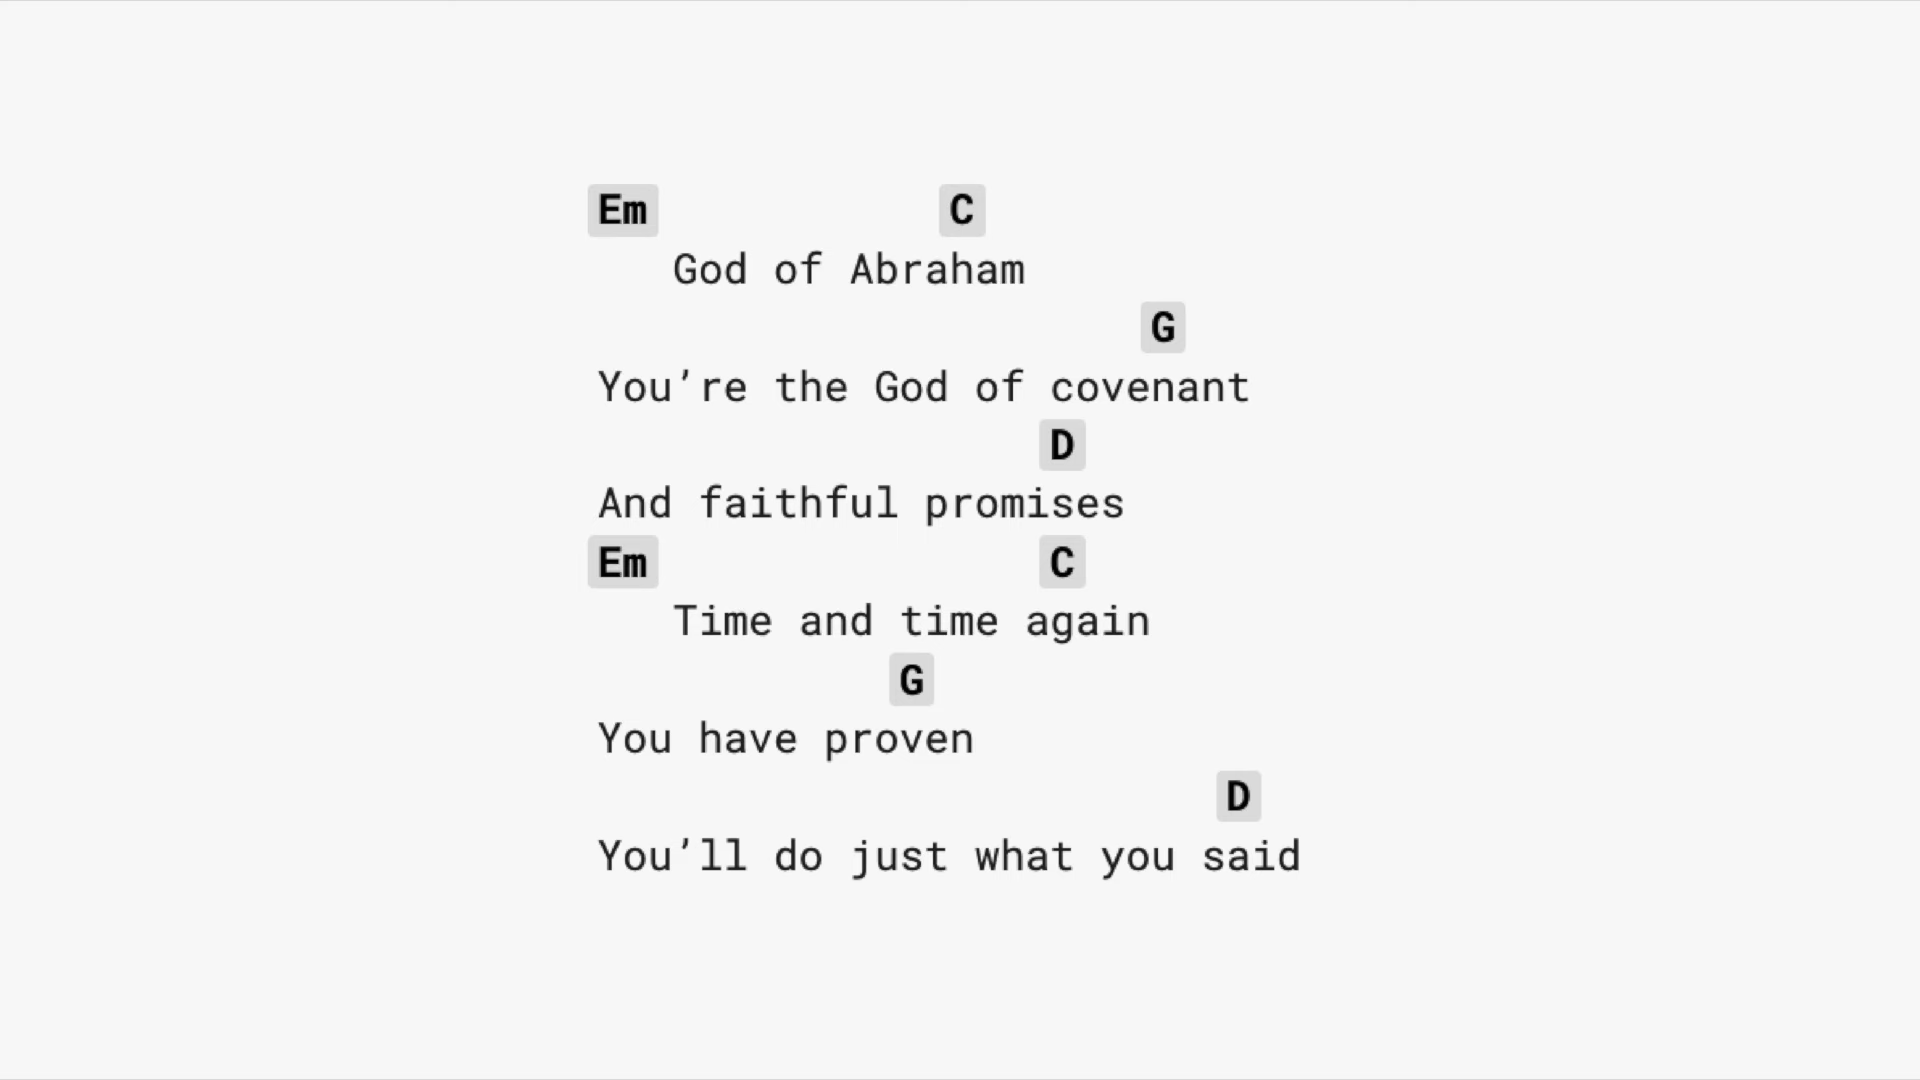 Em            C
   God of Abraham
                      G
You’re the God of covenant
                  D
And faithful promises
Em                C
   Time and time again
            G
You have proven
                         D
You’ll do just what you said